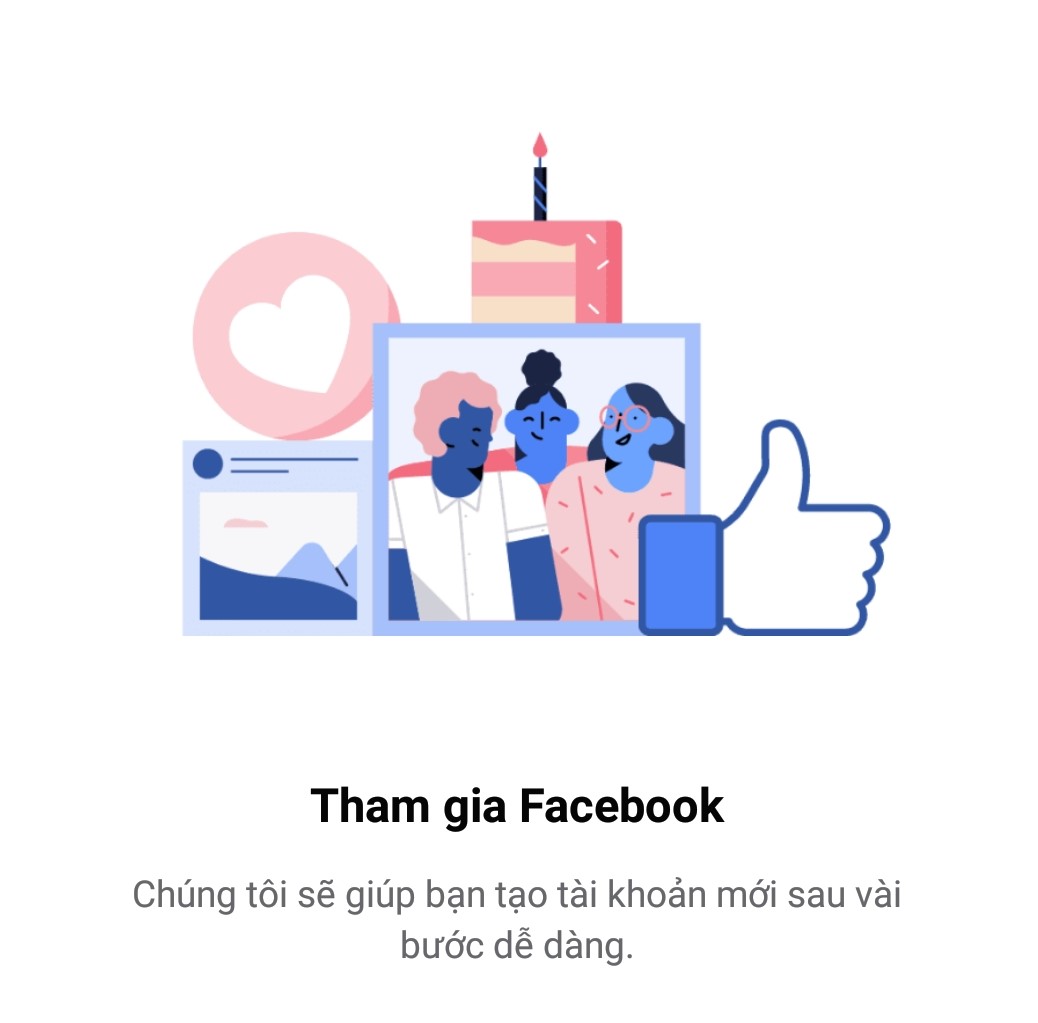 Tham gia Facebook
Chúng tôi sẽ giúp bạn tạo tài khoản mới sau vài
bước dễ dàng.